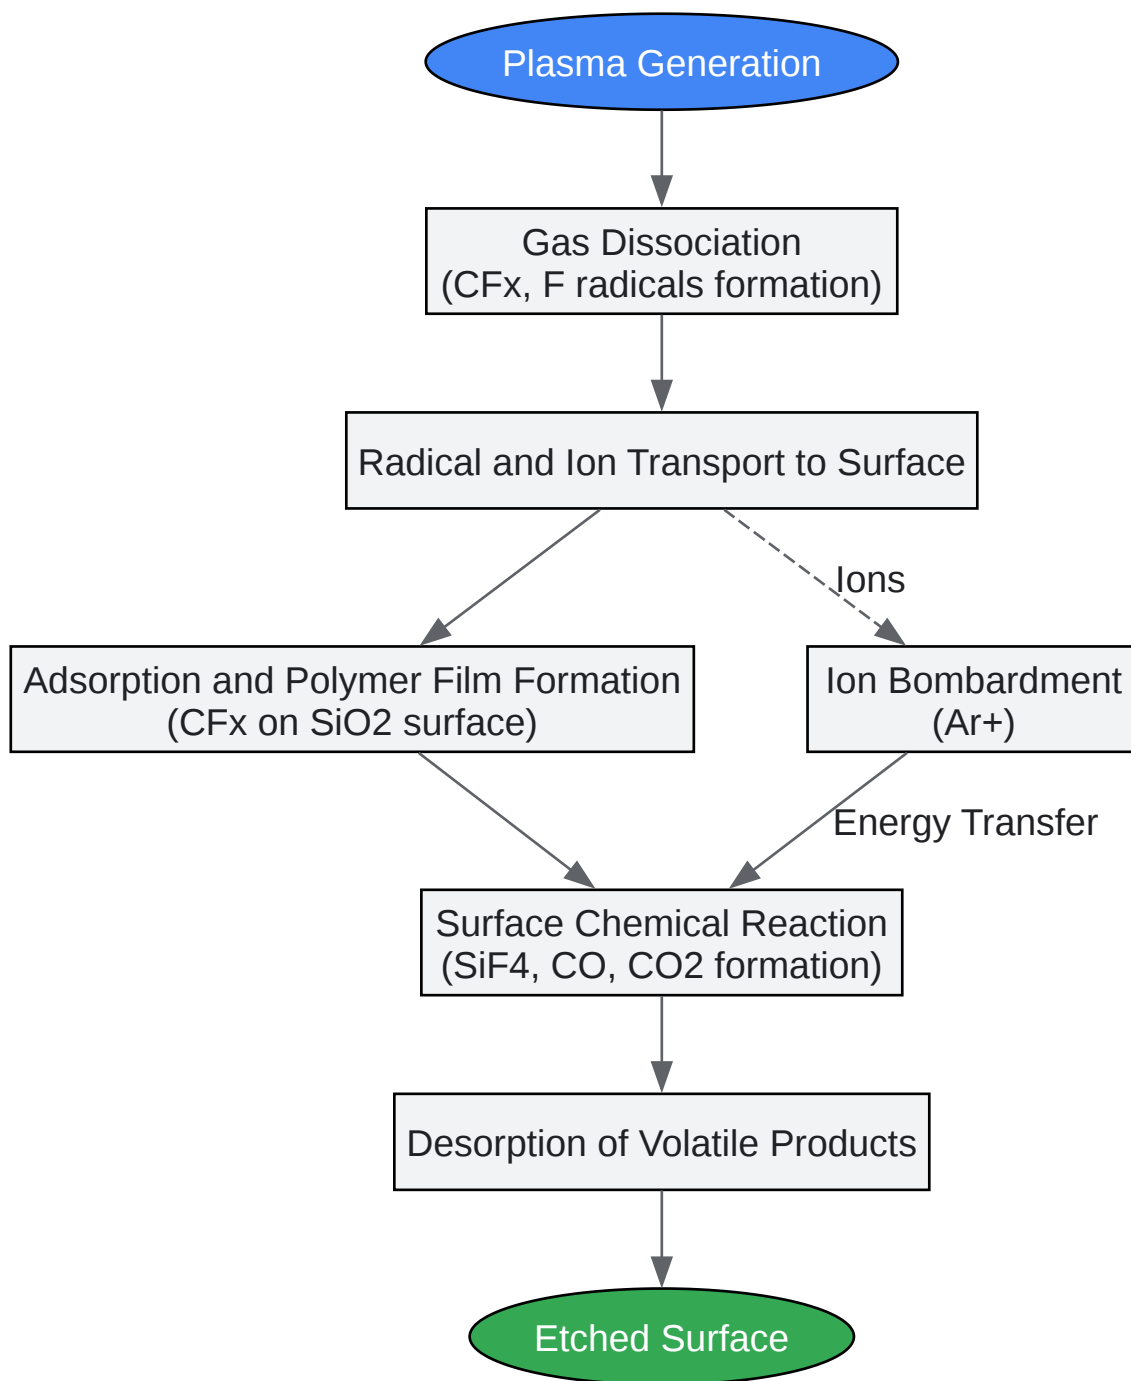 Plasma Generation
Gas Dissociation
(CFx, F radicals formation)
Radical and Ion Transport to Surface
Ions
Adsorption and Polymer Film Formation
(CFx on SiO2 surface)
Ion Bombardment
(Ar+)
Energy Transfer
Surface Chemical Reaction
(SiF4, CO, CO2 formation)
Desorption of Volatile Products
Etched Surface